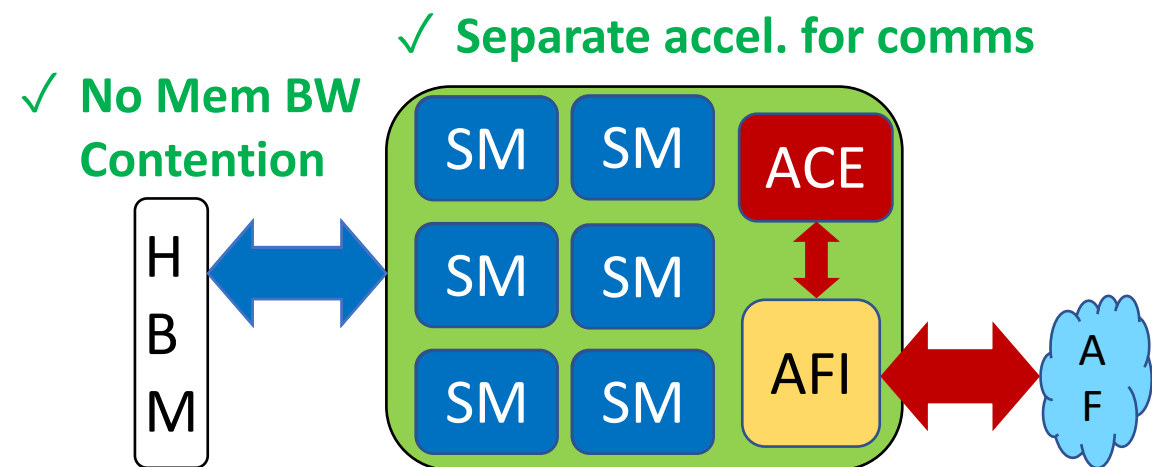 ✓ Separate accel. for comms
✓ No Mem BW
Contention
SM SM ACE
H
B
M
SM SM
SM SM AFI
A
F